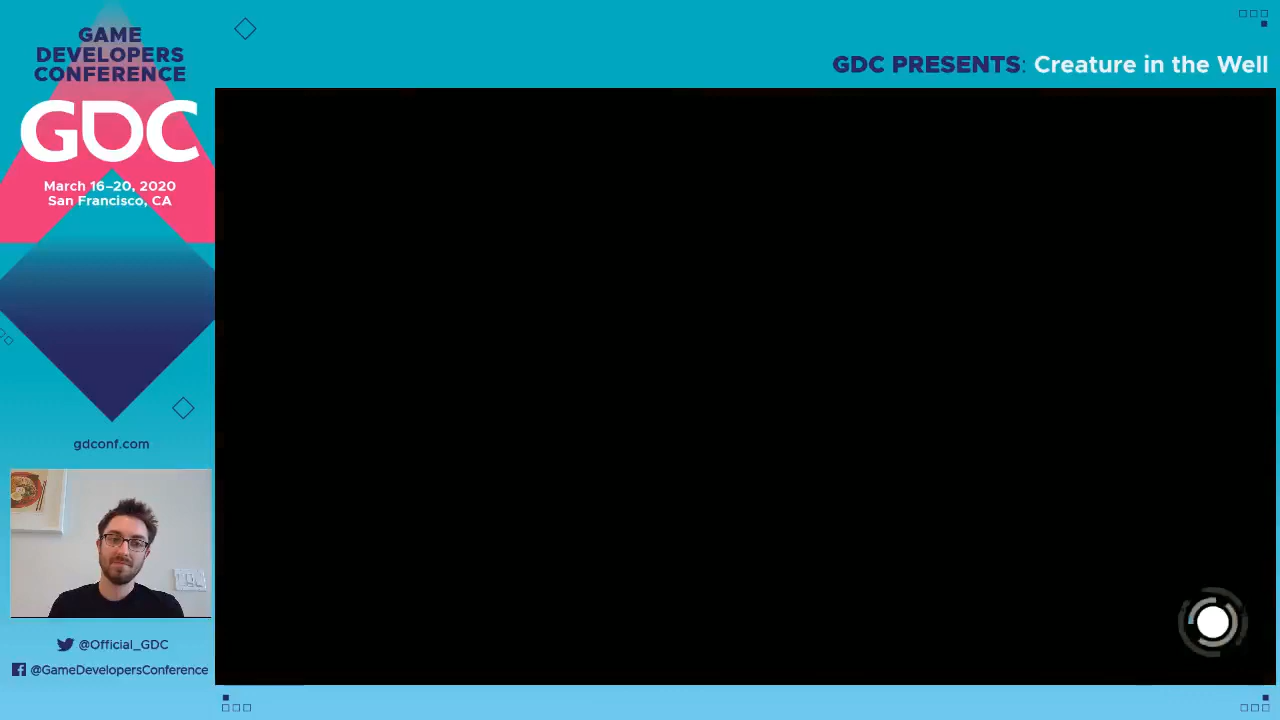 GAME
DEVELOPERS
CONFERENCE
GDC
March 16–20, 2020
San Francisco, CA
gdconf.com
@Official_GDC
@GameDevelopersConference
GDC PRESENTS: Creature in the Well